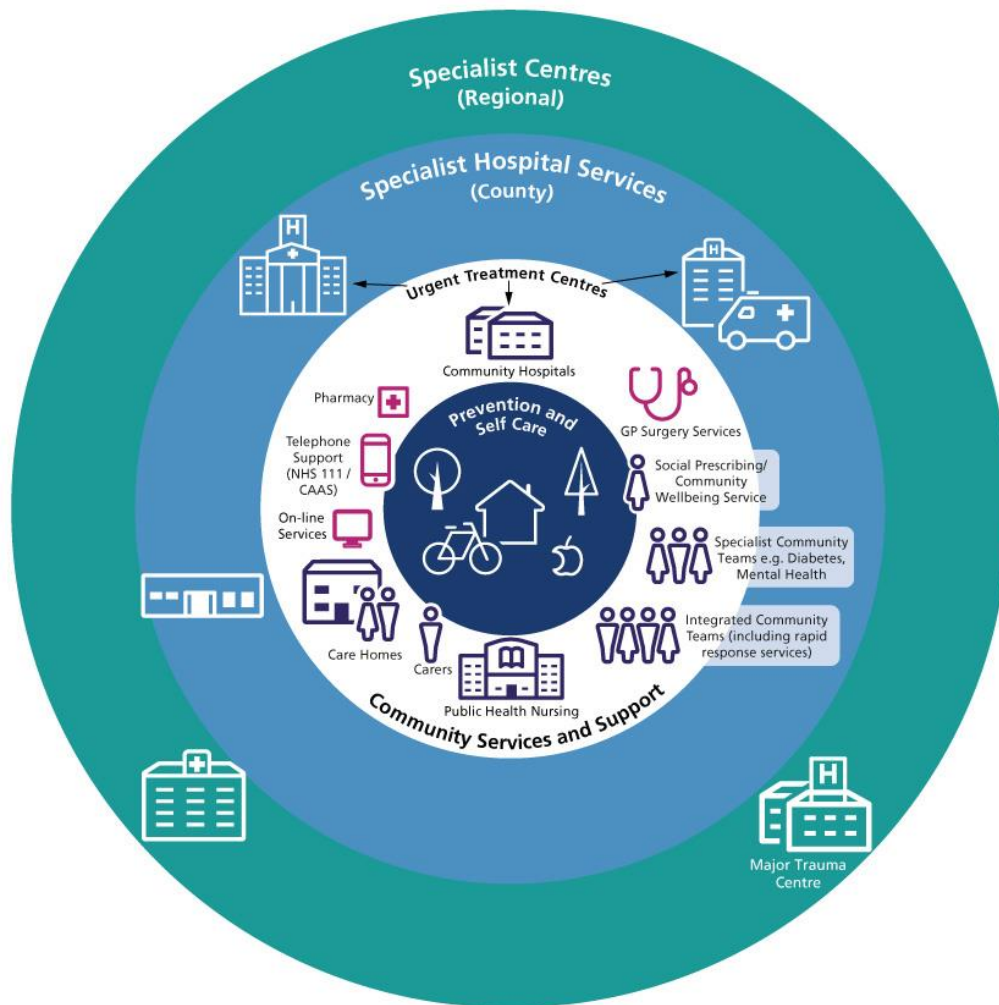 Specialist Centres
(Regional)
Specialist Hospital Services
(County)
H
H
Urgent Treatment Centres
Community Hospitals
Pharmacy
Prevention and
Self Care
GP Surgery Services
Telephone
Support
(NHS 111 /
CAAS)
Social Prescribing/
Community
Wellbeing Service
On-line
Services
Specialist Community
Teams e.g. Diabetes,
Mental Health
Integrated Community
Teams (including rapid
response services)
Care Homes
Carers
Public Health Nursing
Community Services and Support
H
Major Trauma
Centre